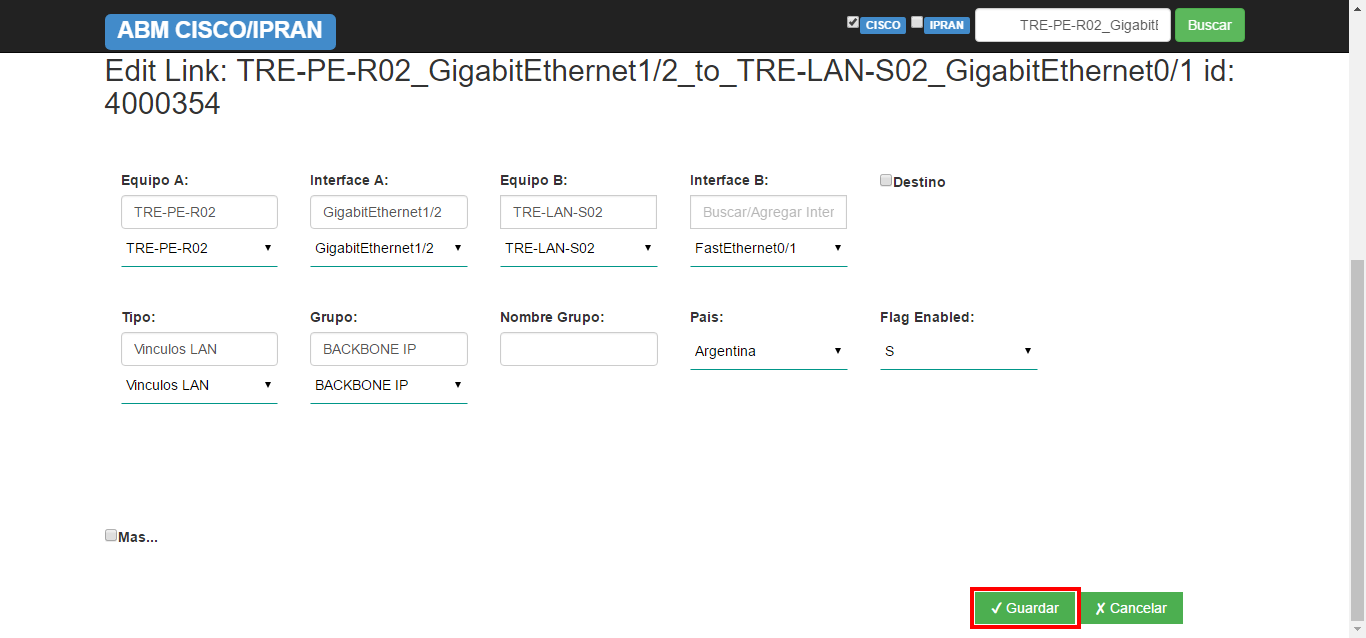 ABM CISCO/IPRAN
CISCO IPRAN TRE-PE-R02_GigabitE Buscar
Edit Link: TRE-PE-R02_GigabitEthernet1/2_to_TRE-LAN-S02_GigabitEthernet0/1 id:
4000354
Equipo A: Interface A: Equipo B: Interface B: Destino
TRE-PE-R02 GigabitEthernet1/2 TRE-LAN-S02 Buscar/Agregar Inter
TRE-PE-R02 GigabitEthernet1/2 TRE-LAN-S02 FastEthernet0/1
Tipo: Grupo: Nombre Grupo: Pais: Flag Enabled:
Vinculos LAN BACKBONE IP Argentina S
Vinculos LAN BACKBONE IP
Mas...
✓ Guardar ✗ Cancelar